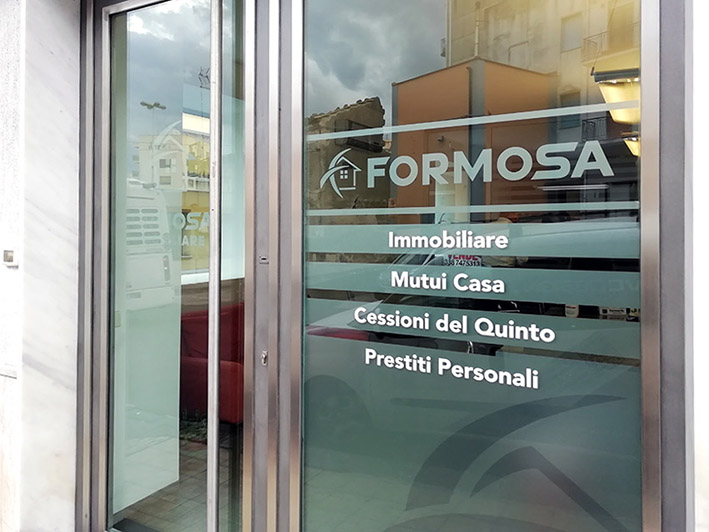 FORMOSA
Immobiliare
Mutui Casa
Cessioni del Quinto
Prestiti Personali